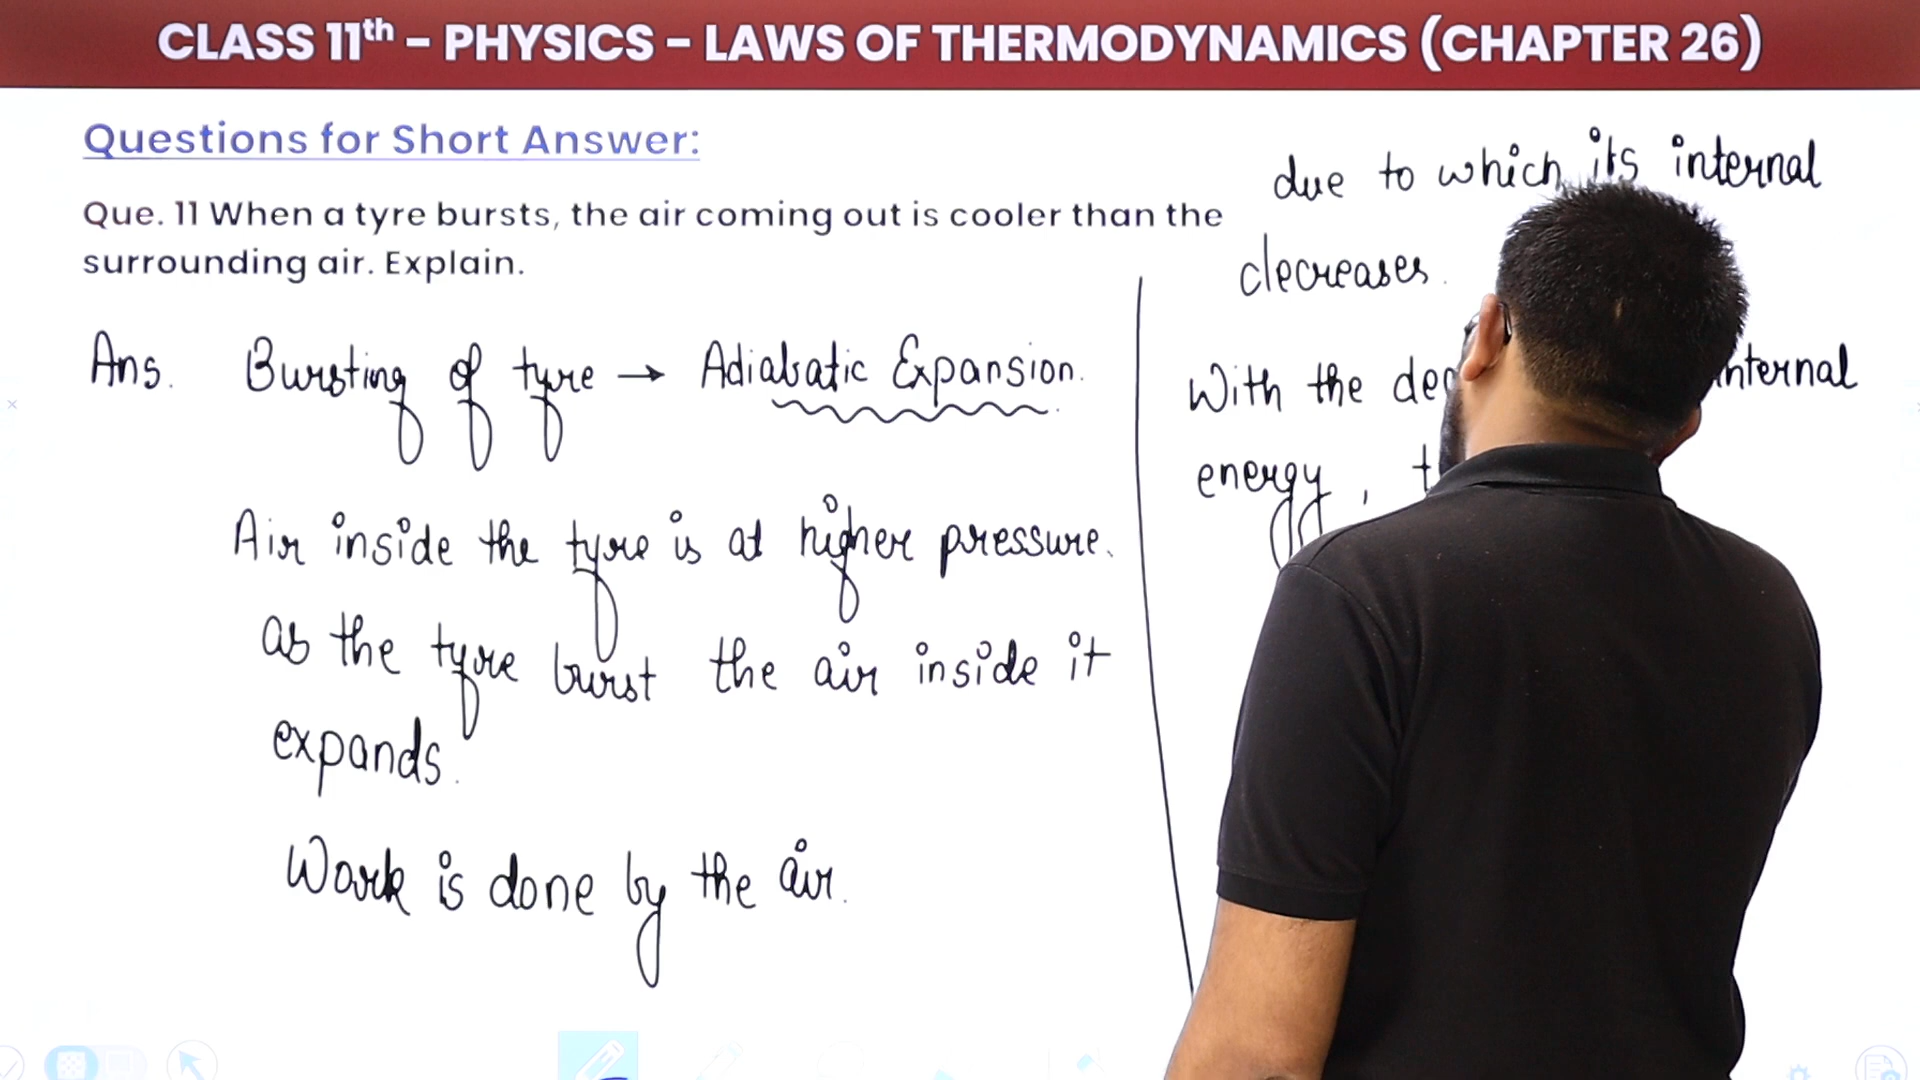 CLASS 11th - PHYSICS - LAWS OF THERMODYNAMICS (CHAPTER 26)
Questions for Short Answer:
Que. 11 When a tyre bursts, the air coming out is cooler than the
surrounding air. Explain.
Ans. Bursting of tyre → Adiabatic Expansion.
Air inside the tyre is at higher pressure.
as the tyre burst the air inside it
expands.
Work is done by the air.
due to which its internal
decreases.
With the internal
energy,